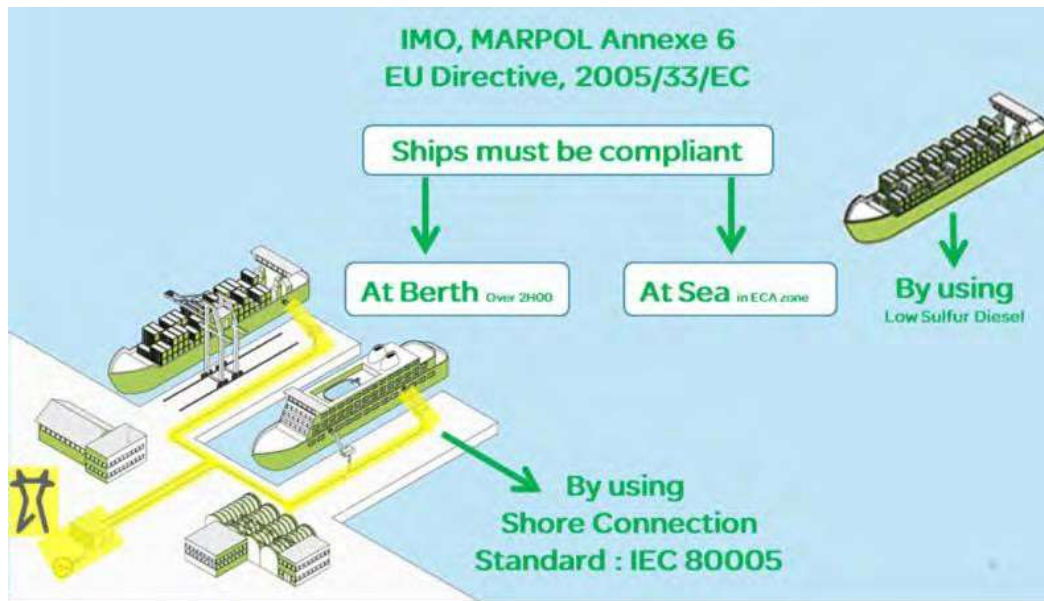 IMO, MARPOL Annexe 6
EU Directive, 2005/33/EC
Ships must be compliant
At Berth Over 2H00
At Sea in ECA zone
By using
Low Sulfur Diesel
By using
Shore Connection
Standard : IEC 80005